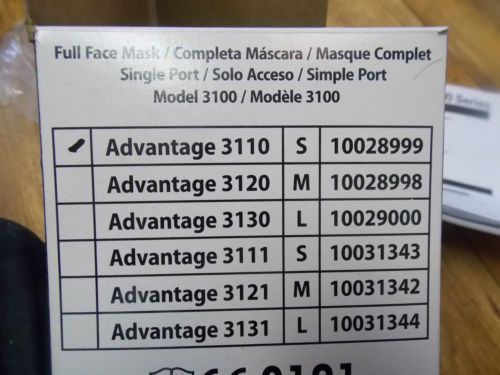 Full Face Mask / Completa Máscara / Masque Complet
Single Port / Solo Acceso / Simple Port
Model 3100 / Modèle 3100
Advantage 3110 S 10028999
Advantage 3120 M 10028998
Advantage 3130 L 10029000
Advantage 3111 S 10031343
Advantage 3121 M 10031342
Advantage 3131 L 10031344
Series